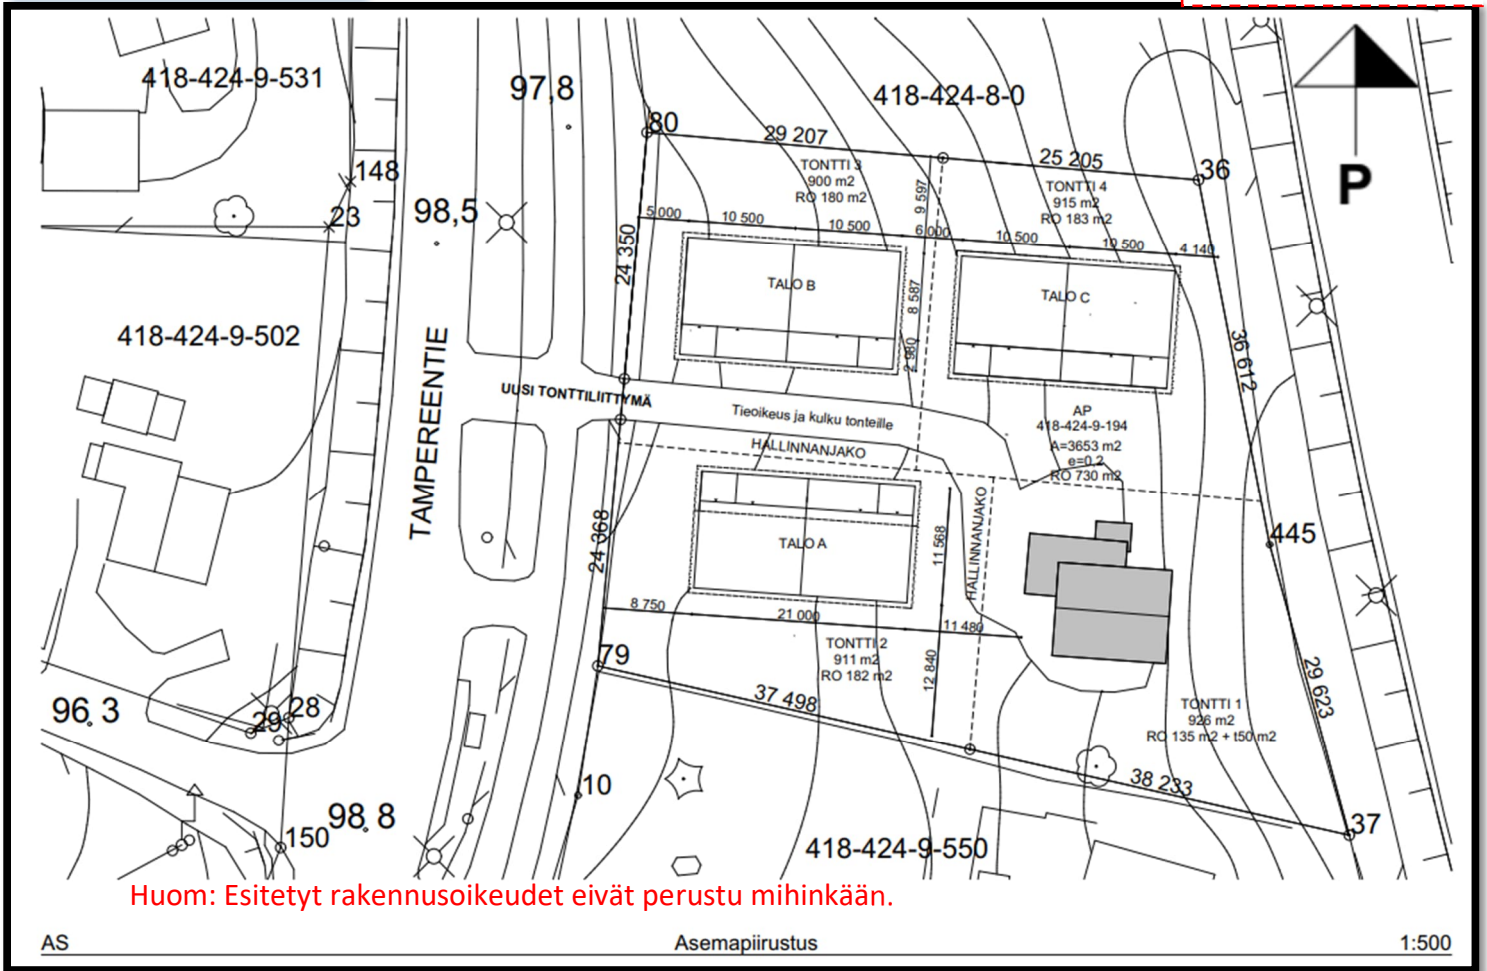 418-424-9-531
97,8
418-424-8-0
80
29 207
25 205
36
P
148
23
98,5
TONTTI 3
900 m2
RO 180 m2
TONTTI 4
915 m2
RO 183 m2
9 597
5 000
10 500
10 500
6 000
10 500
10 500
4 140
24 350
TALO B
TALO C
8 587
2 980
36 612
418-424-9-502
TAMPEREENTIE
UUSI TONTTILIITTYMÄ
Tieoikeus ja kulku tonteille
HALLINNANJAKO
AP
418-424-9-194
A=3653 m2
e=0,2
RO 730 m2
24 368
TALO A
11 568
HALLINNANJAKO
445
8 750
21 000
11 480
79
TONTTI 2
911 m2
RO 182 m2
12 840
37 498
29 623
TONTTI 1
926 m2
RO 135 m2 + t50 m2
96,3
29
28
10
38 233
37
98,8
150
418-424-9-550
Huom: Esitetyt rakennusoikeudet eivät perustu mihinkään.
AS
Asemapiirustus
1:500